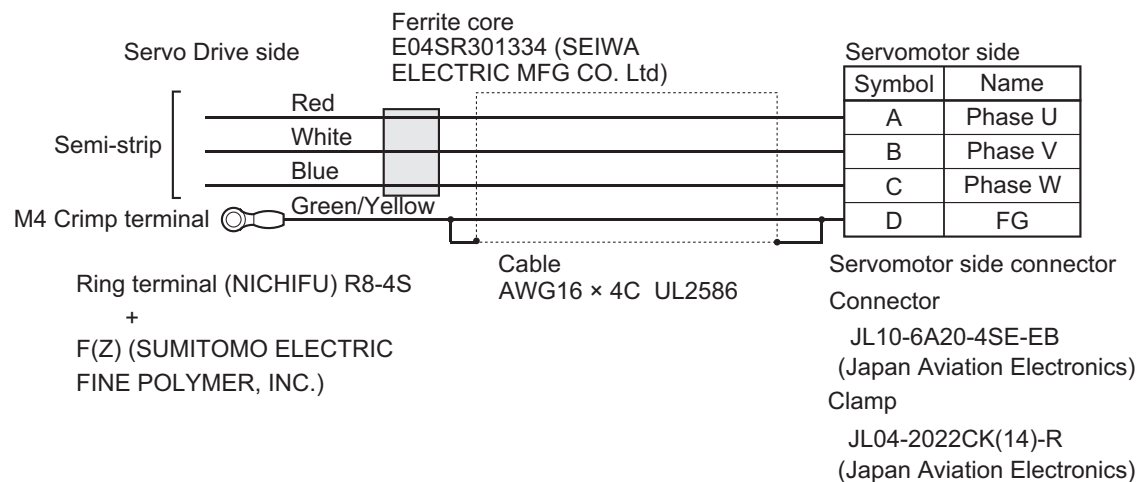 Ferrite core
E04SR301334 (SEIWA
ELECTRIC MFG CO. Ltd)
Servo Drive side
Servomotor side
Symbol Name
Red
A Phase U
White
Semi-strip
B Phase V
Blue
C Phase W
Green/Yellow
M4 Crimp terminal
D FG
Cable
AWG16 × 4C UL2586
Ring terminal (NICHIFU) R8-4S
+
F(Z) (SUMITOMO ELECTRIC
FINE POLYMER, INC.)
Servomotor side connector
Connector
JL10-6A20-4SE-EB
(Japan Aviation Electronics)
Clamp
JL04-2022CK(14)-R
(Japan Aviation Electronics)